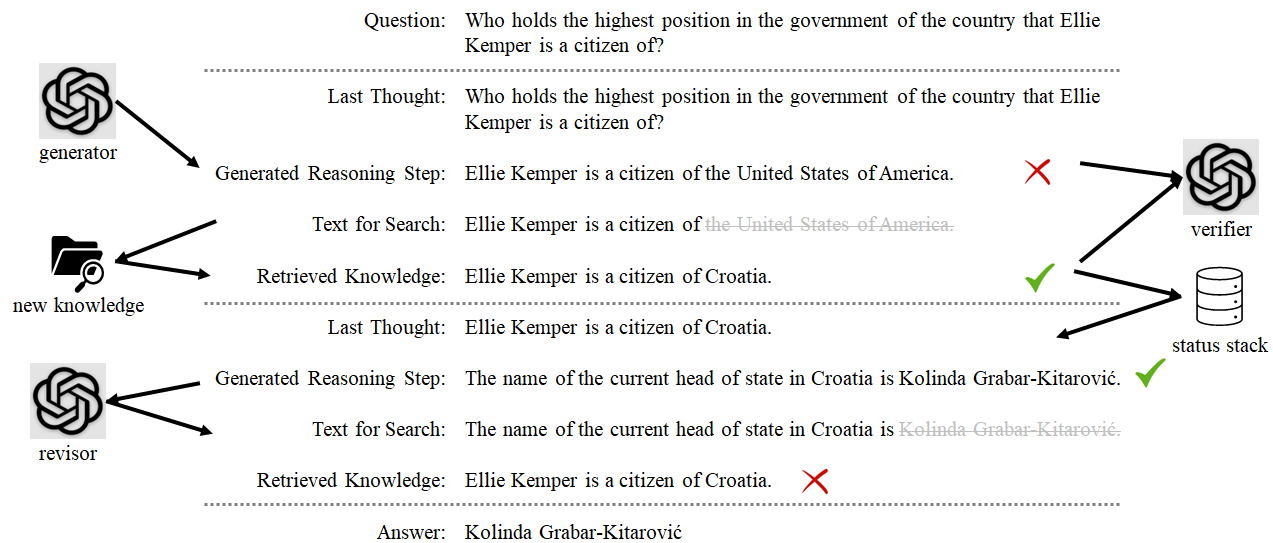 Question: Who holds the highest position in the government of the country that Ellie
Kemper is a citizen of?
generator
Last Thought: Who holds the highest position in the government of the country that Ellie
Kemper is a citizen of?
Generated Reasoning Step: Ellie Kemper is a citizen of the United States of America.
Text for Search: Ellie Kemper is a citizen of the United States of America.
verifier
Retrieved Knowledge: Ellie Kemper is a citizen of Croatia.
new knowledge
Last Thought: Ellie Kemper is a citizen of Croatia.
status stack
Generated Reasoning Step: The name of the current head of state in Croatia is Kolinda Grabar-Kitarović.
Text for Search: The name of the current head of state in Croatia is Kolinda Grabar-Kitarović.
revisor
Retrieved Knowledge: Ellie Kemper is a citizen of Croatia.
Answer: Kolinda Grabar-Kitarović